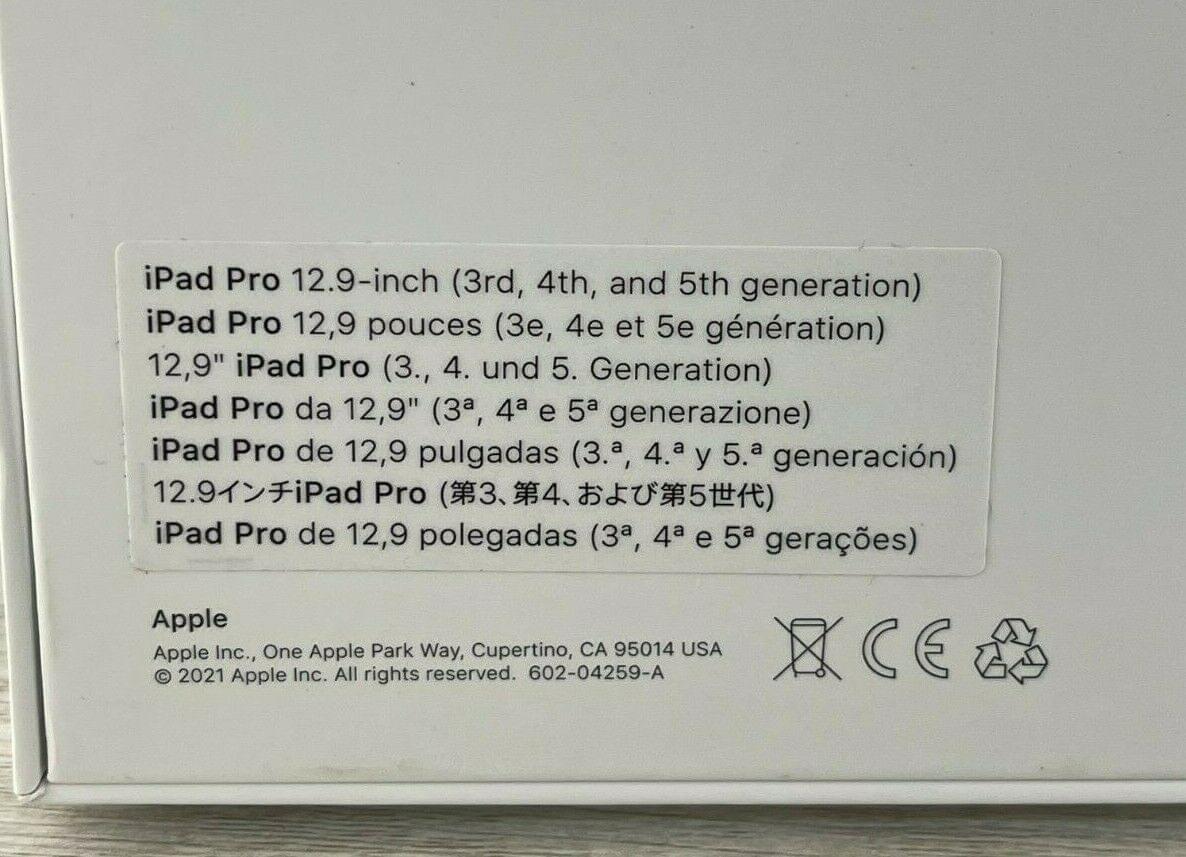 iPad Pro 12.9-inch (3rd, 4th, and 5th generation)
iPad Pro 12,9 pouces (3e, 4e et 5e génération)
12,9" iPad Pro (3., 4. und 5. Generation)
iPad Pro da 12,9" (3ª, 4ª e 5ª generazione)
iPad Pro de 12,9 pulgadas (3.ª, 4.ª y 5.ª generación)
12.9インチiPad Pro (第3、第4、および第5世代)
iPad Pro de 12,9 polegadas (3ª, 4ª e 5ª gerações)
Apple
Apple Inc., One Apple Park Way, Cupertino, CA 95014 USA
© 2021 Apple Inc. All rights reserved. 602-04259-A
CE